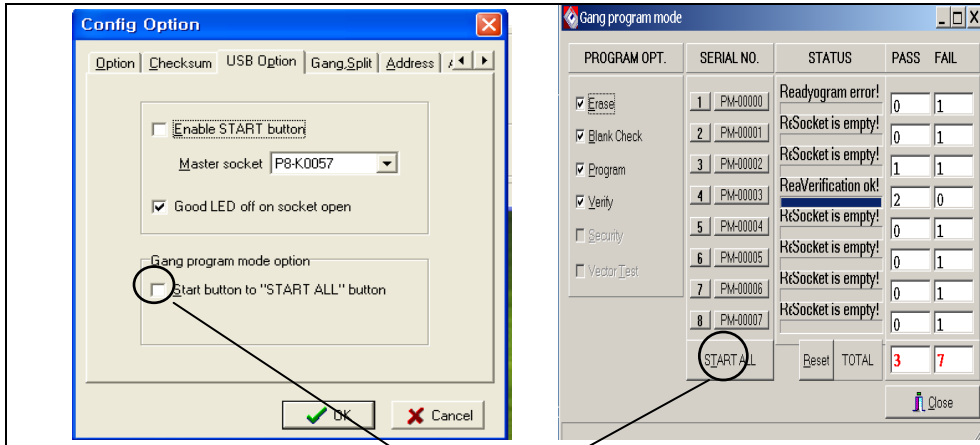 Config Option
Option Checksum USB Option Gang,Split Address
Enable START button
Master socket P8-K0057
Good LED off on socket open
Gang program mode option
Start button to "START ALL" button
OK Cancel
Gang program mode
PROGRAM OPT. SERIAL NO. STATUS PASS FAIL
Erase
Blank Check
Program
Verify
Security
Vector Test
1 PM-00000 Readyogram error! 0 1
2 PM-00001 ReSocket is empty! 0 1
3 PM-00002 ReSocket is empty! 1 1
4 PM-00003 ReaVerification ok! 2 0
5 PM-00004 ReSocket is empty! 0 1
6 PM-00005 ReSocket is empty! 0 1
7 PM-00006 ReSocket is empty! 0 1
8 PM-00007 ReSocket is empty! 0 1
START ALL Reset TOTAL 3 7
Close